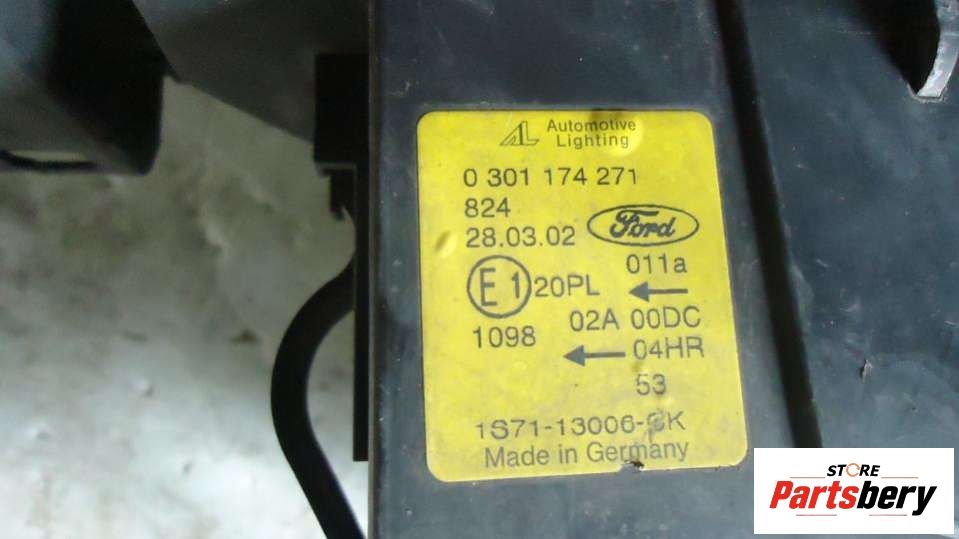 AL Automotive
Lighting
0 301 174 271
824
Ford
28.03.02
011a
E1 20PL
02A 00DC
1098
04HR
53
Made in Germany
STORE
Partsbery